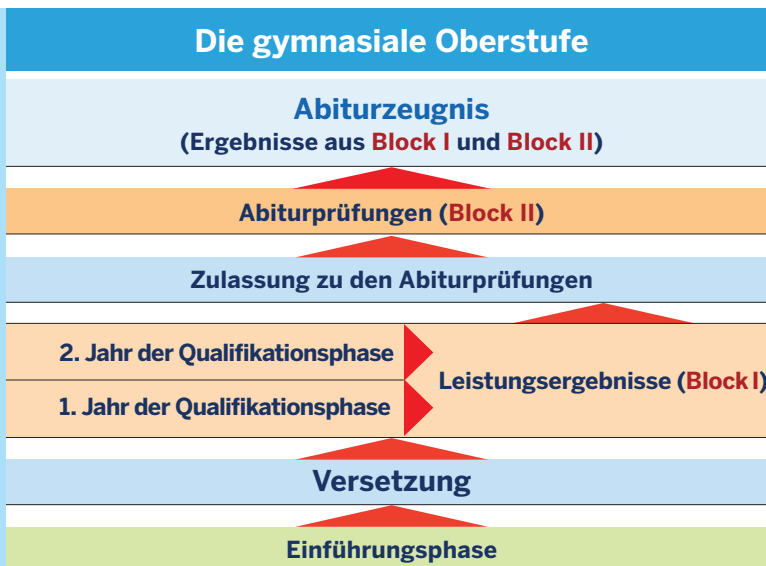 Die gymnasiale Oberstufe
Abiturzeugnis
(Ergebnisse aus Block I und Block II)
Abiturprüfungen (Block II)
Zulassung zu den Abiturprüfungen
2. Jahr der Qualifikationsphase
Leistungsergebnisse (Block I)
1. Jahr der Qualifikationsphase
Versetzung
Einführungsphase